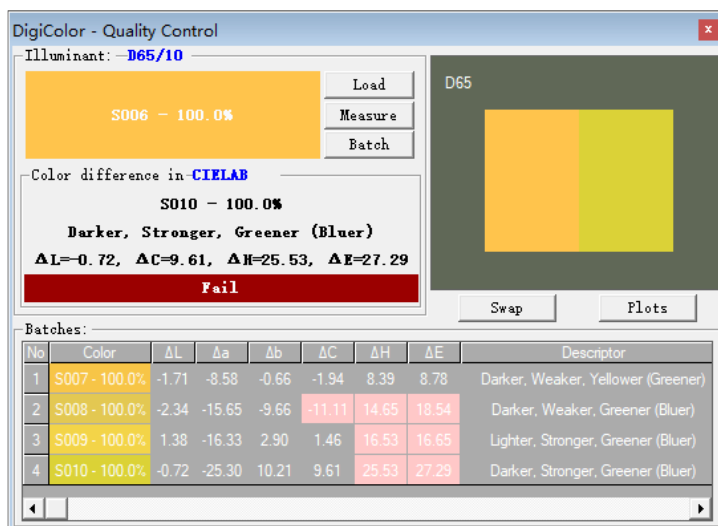 DigiColor - Quality Control
Illuminant: D65/10
S006 - 100.0%
Load
Measure
Batch
D65
Color difference in CIELAB
S010 - 100.0%
Darker, Stronger, Greener (Bluer)
ΔL=-0.72, ΔC=9.61, ΔH=25.53, ΔE=27.29
Fail
Swap
Plots
Batches:
No Color ΔL Δa Δb ΔC ΔH ΔE Descriptor
1 S007 - 100.0% -1.71 -8.58 -0.66 -1.94 8.39 8.78 Darker, Weaker, Yellower (Greener)
2 S008 - 100.0% -2.34 -15.65 -9.66 -11.11 14.65 18.54 Darker, Weaker, Greener (Bluer)
3 S009 - 100.0% 1.38 -16.33 2.90 1.46 16.53 16.65 Lighter, Stronger, Greener (Bluer)
4 S010 - 100.0% -0.72 -25.30 10.21 9.61 25.53 27.29 Darker, Stronger, Greener (Bluer)